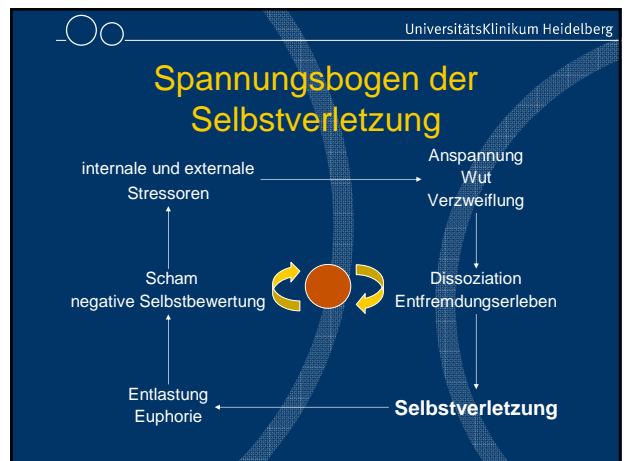 UniversitätsKlinikum Heidelberg
Spannungsbogen der
Selbstverletzung
internale und externale
Stressoren
Anspannung
Wut
Verzweiflung
Scham
negative Selbstbewertung
Dissoziation
Entfremdungserleben
Entlastung
Euphorie
Selbstverletzung